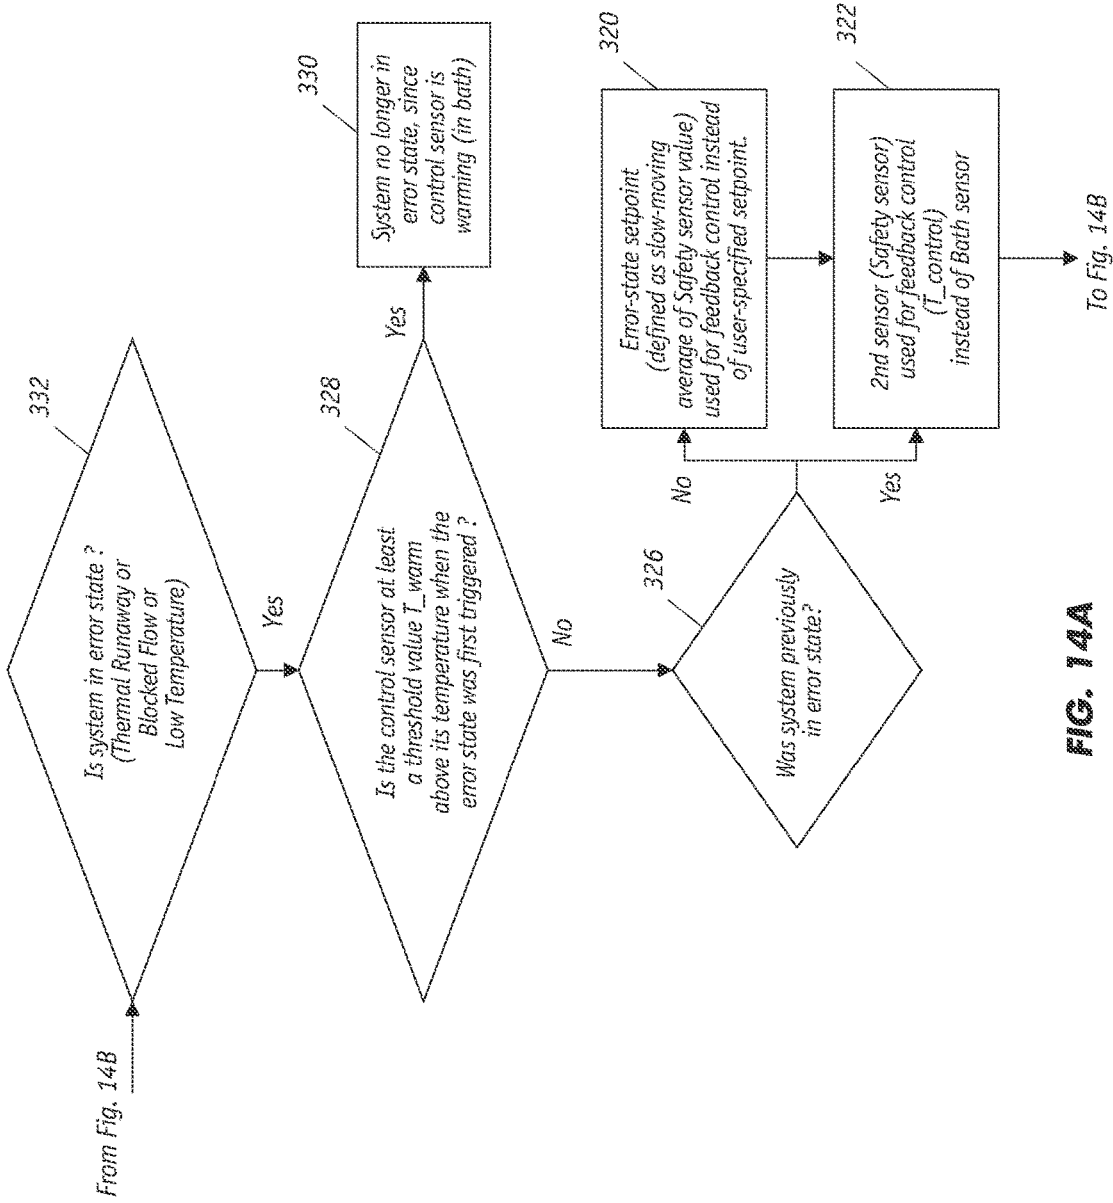 From Fig. 14B
332
Is system in error state ?
(Thermal Runaway or
Blocked Flow or
Low Temperature)
Yes
328
Is the control sensor at least
a threshold value T_warm
above its temperature when the
error state was first triggered ?
Yes
330
System no longer in
error state, since
control sensor is
warming (in bath)
No
326
Was system previously
in error state?
No
320
Error-state setpoint
(defined as slow-moving
average of Safety sensor value)
used for feedback control instead
of user-specified setpoint.
Yes
322
2nd sensor (Safety sensor)
used for feedback control
(T_control)
instead of Bath sensor
To Fig. 14B
FIG. 14A